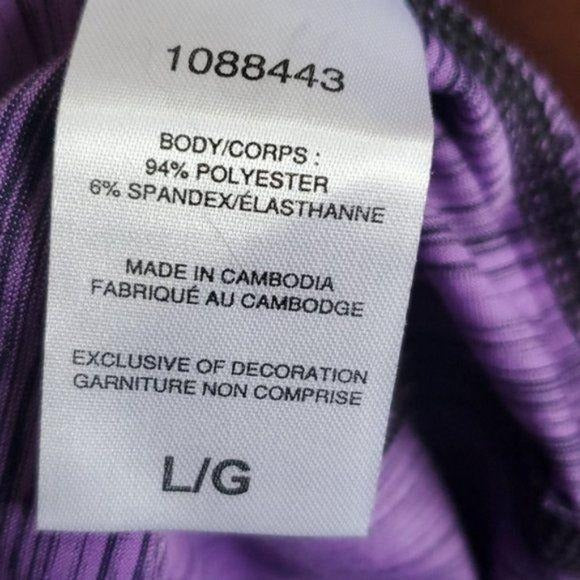 1088443
BODY/CORPS :
94% POLYESTER
6% SPANDEX/ÉLASTHANNE
MADE IN CAMBODIA
FABRIQUÉ AU CAMBODGE
EXCLUSIVE OF DECORATION
GARNITURE NON COMPRISE
L/G